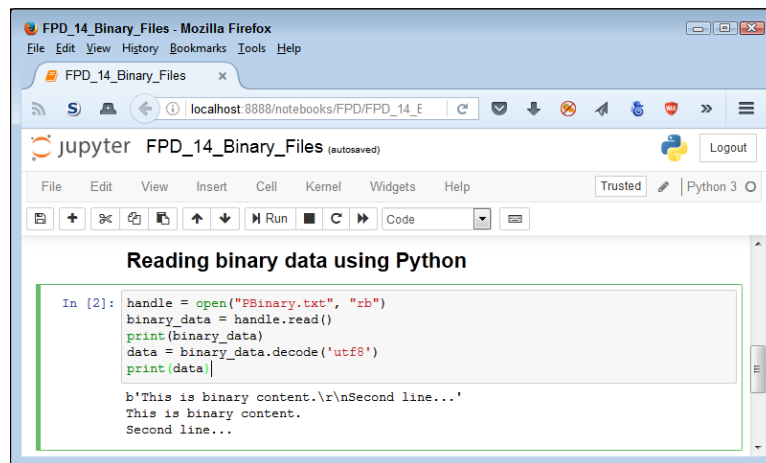 FPD_14_Binary_Files - Mozilla Firefox
File Edit View History Bookmarks Tools Help
FPD_14_Binary_Files ×
localhost:8888/notebooks/FPD/FPD_14_E
jupyter FPD_14_Binary_Files (autosaved) Logout
File Edit View Insert Cell Kernel Widgets Help Trusted Python 3
Run Code
Reading binary data using Python
In [2]: handle = open("PBinary.txt", "rb")
binary_data = handle.read()
print(binary_data)
data = binary_data.decode('utf8')
print(data)
b'This is binary content.\r\nSecond line...'
This is binary content.
Second line...